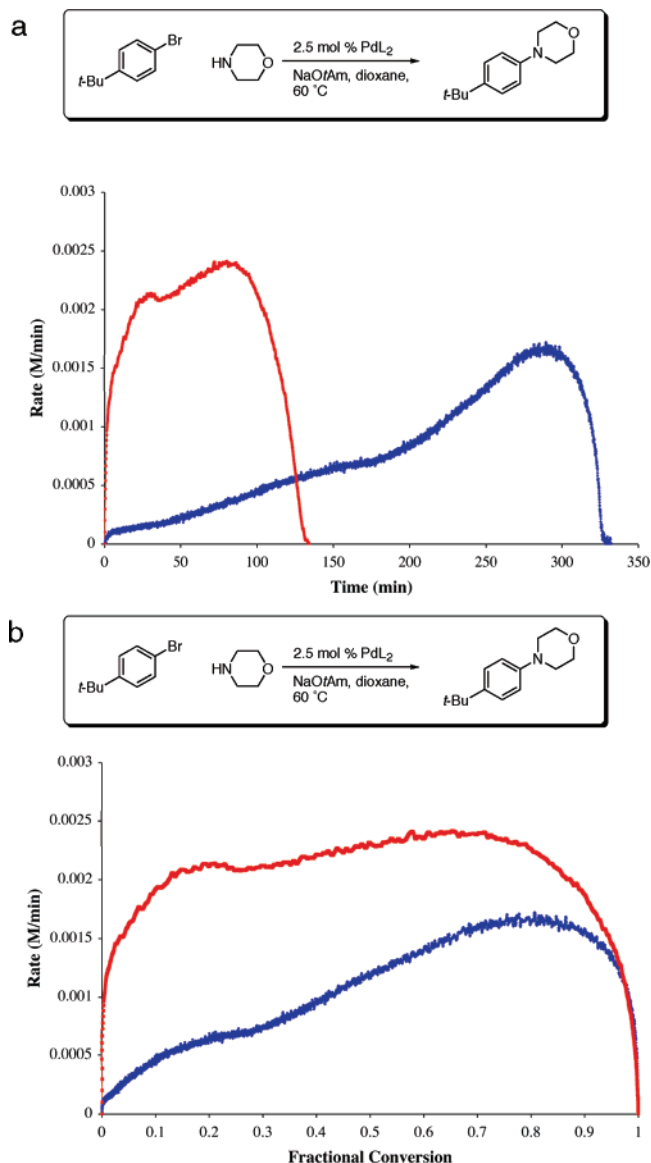 a
Br
t-Bu
HN
O
2.5 mol % PdL2
NaOtAm, dioxane,
60 °C
N
O
t-Bu
0.003
0.0025
0.002
0.0015
0.001
0.0005
0
Rate (M/min)
0 50 100 150 200 250 300 350
Time (min)
b
Br
t-Bu
HN
O
2.5 mol % PdL2
NaOtAm, dioxane,
60 °C
N
O
t-Bu
0.003
0.0025
0.002
0.0015
0.001
0.0005
0
Rate (M/min)
0 0.1 0.2 0.3 0.4 0.5 0.6 0.7 0.8 0.9 1
Fractional Conversion